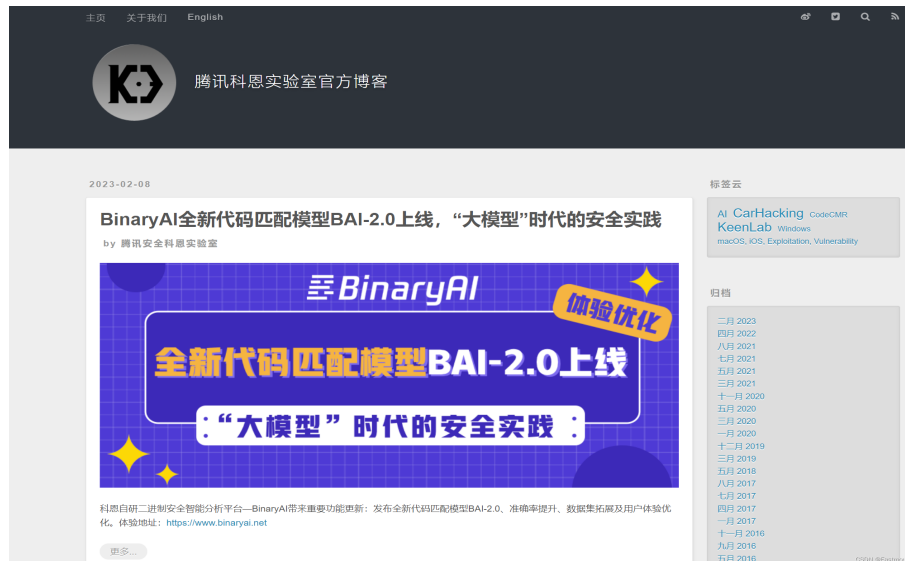 主页 关于我们 English
腾讯科恩实验室官方博客
2023-02-08
BinaryAI全新代码匹配模型BAI-2.0上线，“大模型”时代的安全实践
by 腾讯安全科恩实验室
BinaryAI
体验优化
全新代码匹配模型BAI-2.0上线
“大模型”时代的安全实践
科恩自研二进制安全智能分析平台—BinaryAI带来重要功能更新：发布全新代码匹配模型BAI-2.0、准确率提升、数据集拓展及用户体验优
化。体验地址：https://www.binaryai.net
更多...
标签云
AI CarHacking CodeCMR
KeenLab Windows
macOS, iOS, Exploitation, Vulnerability
归档
二月 2023
四月 2022
八月 2021
七月 2021
五月 2021
三月 2021
十一月 2020
五月 2020
三月 2020
一月 2020
十二月 2019
三月 2019
五月 2018
八月 2017
七月 2017
四月 2017
一月 2017
十一月 2016
九月 2016
五月 2016